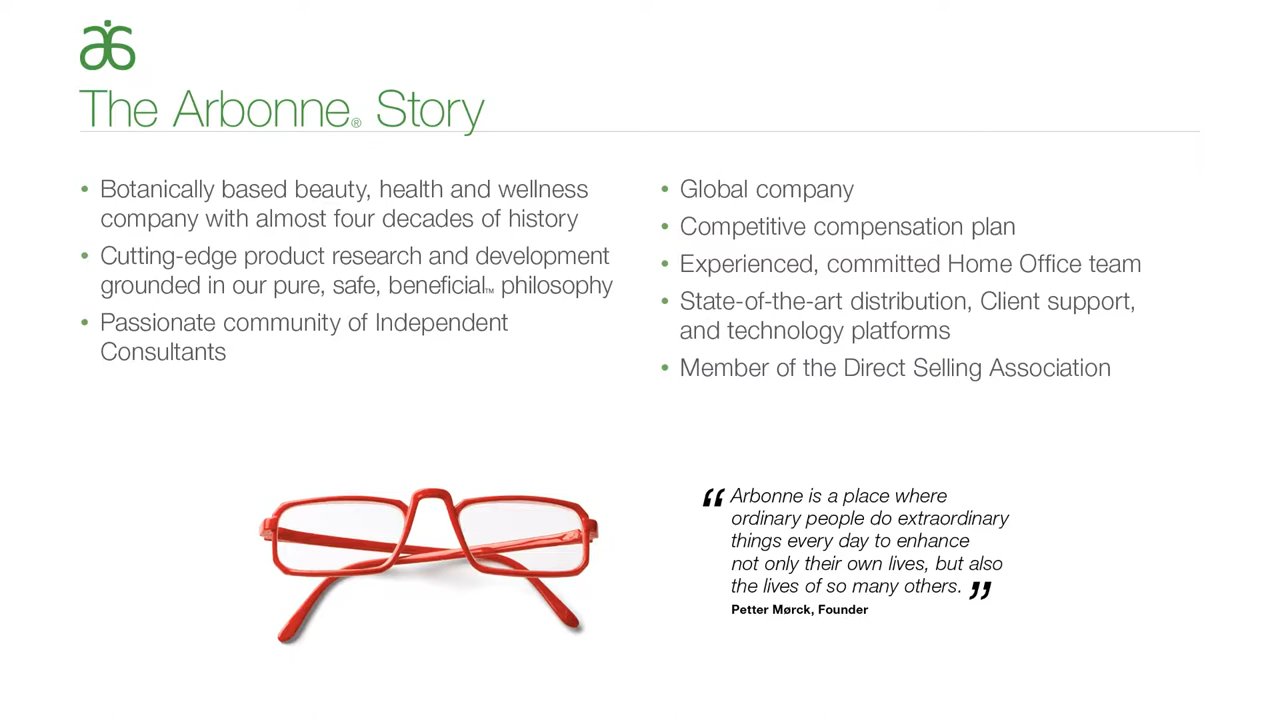 The Arbonne® Story
• Botanically based beauty, health and wellness
company with almost four decades of history
• Cutting-edge product research and development
grounded in our pure, safe, beneficial™ philosophy
• Passionate community of Independent
Consultants
• Global company
• Competitive compensation plan
• Experienced, committed Home Office team
• State-of-the-art distribution, Client support,
and technology platforms
• Member of the Direct Selling Association
“Arbonne is a place where
ordinary people do extraordinary
things every day to enhance
not only their own lives, but also
the lives of so many others.”
Petter Mørck, Founder